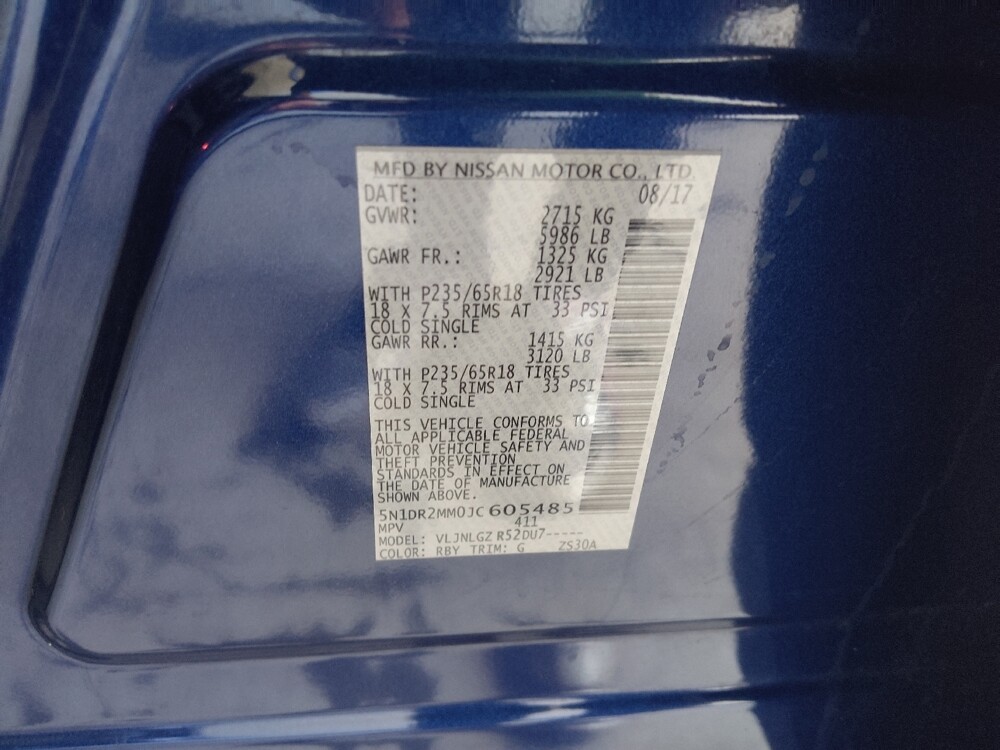 MFD BY NISSAN MOTOR CO., LTD.
DATE: 08/17
GVWR: 2715 KG
5986 LB
GAWR FR.: 1325 KG
2921 LB
WITH P235/65R18 TIRES
18 X 7.5 RIMS AT 33 PSI
COLD SINGLE
GAWR RR.: 1415 KG
3120 LB
WITH P235/65R18 TIRES
18 X 7.5 RIMS AT 33 PSI
COLD SINGLE
THIS VEHICLE CONFORMS TO
ALL APPLICABLE FEDERAL
MOTOR VEHICLE SAFETY AND
THEFT PREVENTION
STANDARDS IN EFFECT ON
THE DATE OF MANUFACTURE
SHOWN ABOVE.
5N1DR2MM0JC605485
MPV 411
MODEL: VLJNLGZ R52DU7-----
COLOR: RBY TRIM: G ZS30A